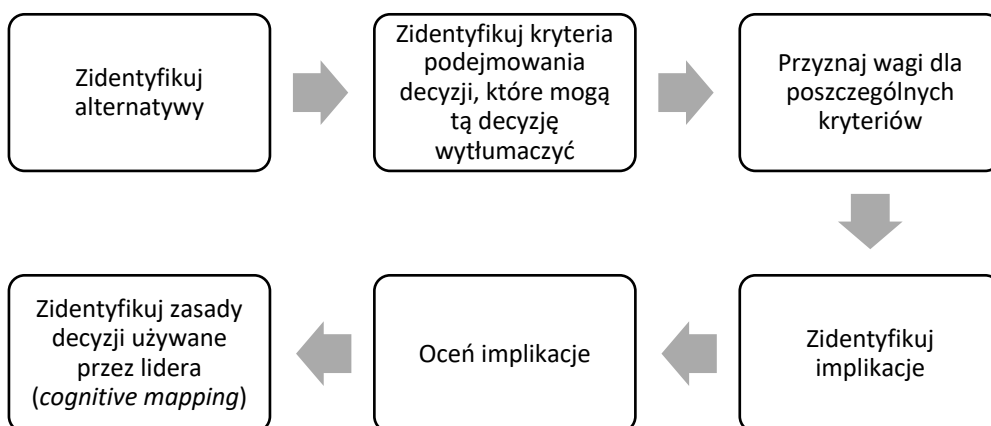 Zidentyfikuj
alternatywy
Zidentyfikuj kryteria
podejmowania
decyzji, które mogą
tą decyzję
wytłumaczyć
Przyznaj wagi dla
poszczególnych
kryteriów
Zidentyfikuj
implikacje
Oceń implikacje
Zidentyfikuj zasady
decyzji używane
przez lidera
(cognitive mapping)